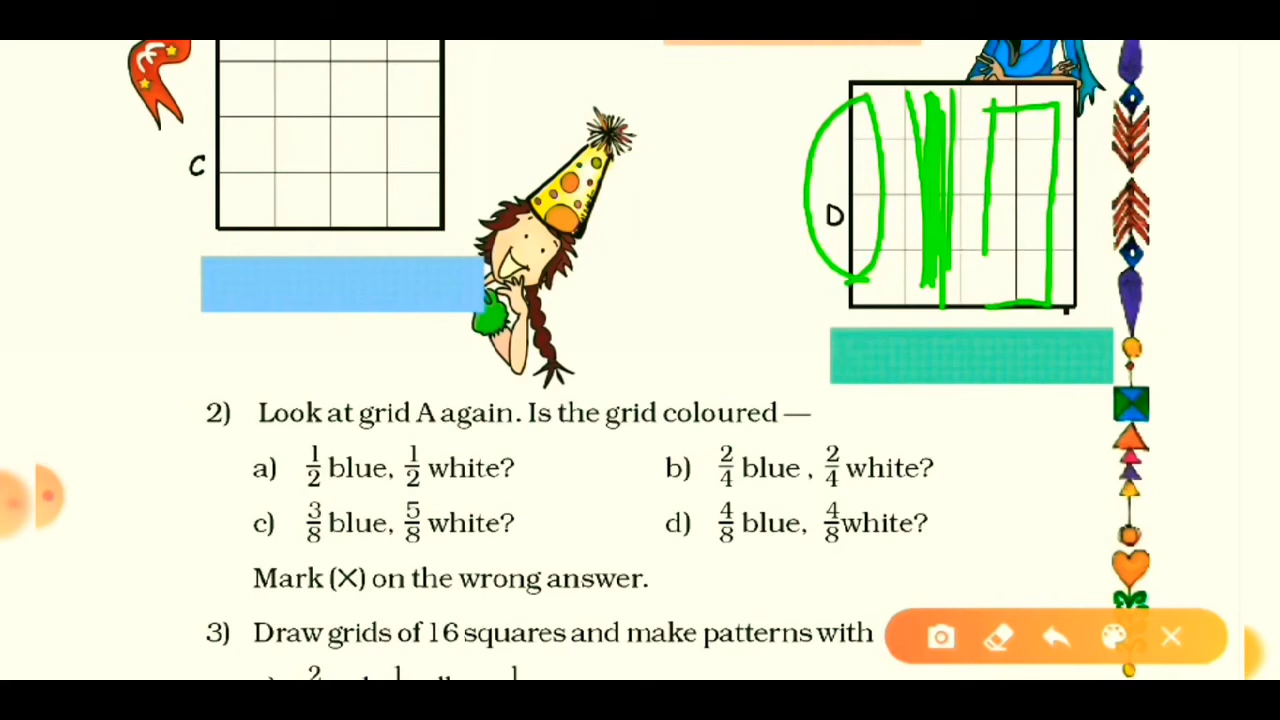 C
D
2) Look at grid A again. Is the grid coloured —
a) 1/2 blue, 1/2 white? b) 2/4 blue , 2/4 white?
c) 3/8 blue, 5/8 white? d) 4/8 blue, 4/8 white?
Mark (×) on the wrong answer.
3) Draw grids of 16 squares and make patterns with